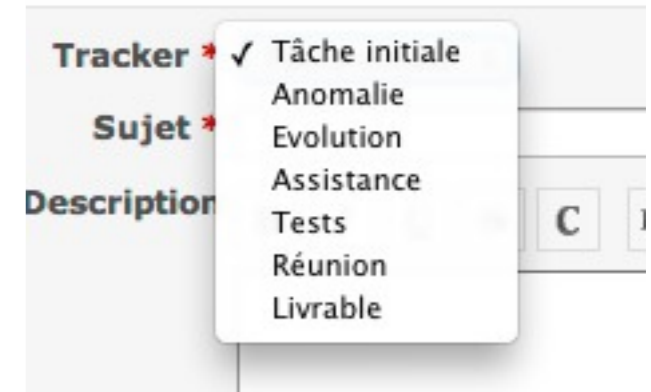 Tracker * ✓ Tâche initiale
Anomalie
Sujet *
Evolution
Assistance
Description
Tests
C
Réunion
Livrable